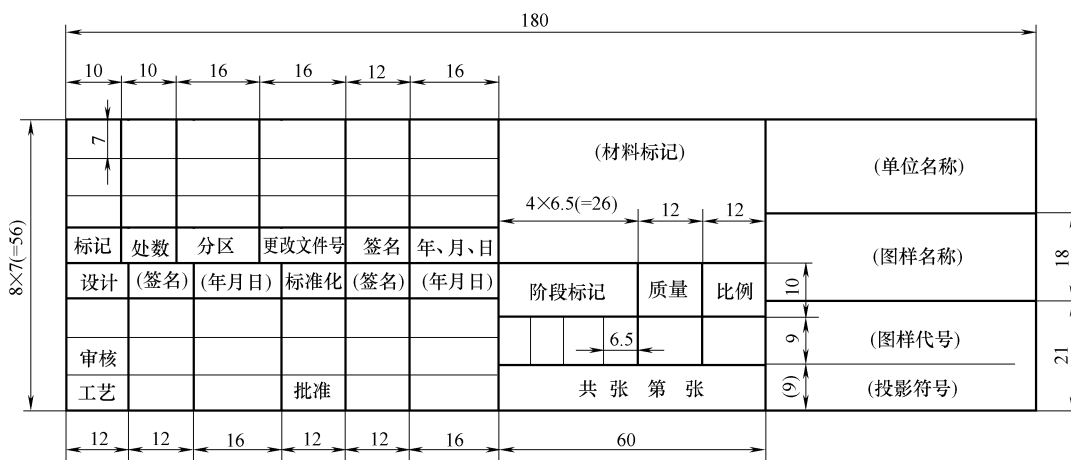 180
10 10 16 16 12 16
7
(材料标记)
(单位名称)
4×6.5(=26) 12 12
8×7(=56)
标记 处数 分区 更改文件号 签名 年、月、日
(图样名称)
18
设计 (签名) (年月日) 标准化 (签名) (年月日)
阶段标记 质量 比例
10
6.5
9
(图样代号)
21
审核
工艺 批准
共 张 第 张
(9)
(投影符号)
12 12 16 12 12 16 60